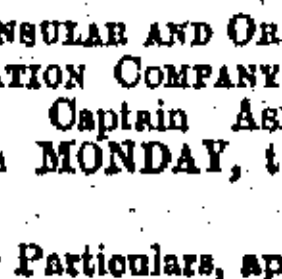 NSULAR AND OR
ATION COMPANY
Captain As
MONDAY, t
Particulars, ap